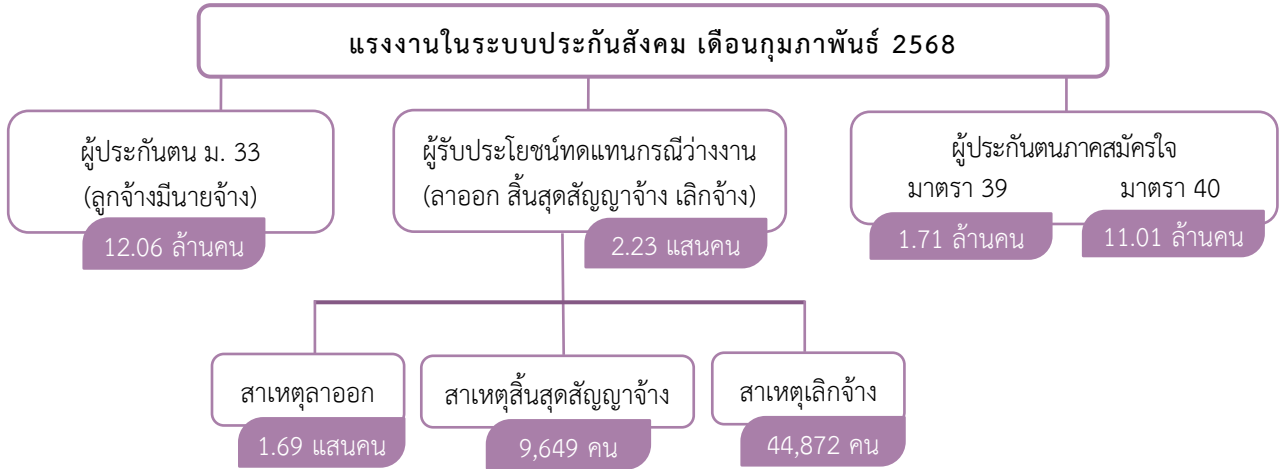 แรงงานในระบบประกันสังคม เดือนกุมภาพันธ์ 2568
ผู้ประกันตน ม. 33
(ลูกจ้างมีนายจ้าง)
12.06 ล้านคน
ผู้รับประโยชน์ทดแทนกรณีว่างงาน
(ลาออก สิ้นสุดสัญญาจ้าง เลิกจ้าง)
2.23 แสนคน
ผู้ประกันตนภาคสมัครใจ
มาตรา 39 มาตรา 40
1.71 ล้านคน 11.01 ล้านคน
สาเหตุลาออก
1.69 แสนคน
สาเหตุสิ้นสุดสัญญาจ้าง
9,649 คน
สาเหตุเลิกจ้าง
44,872 คน